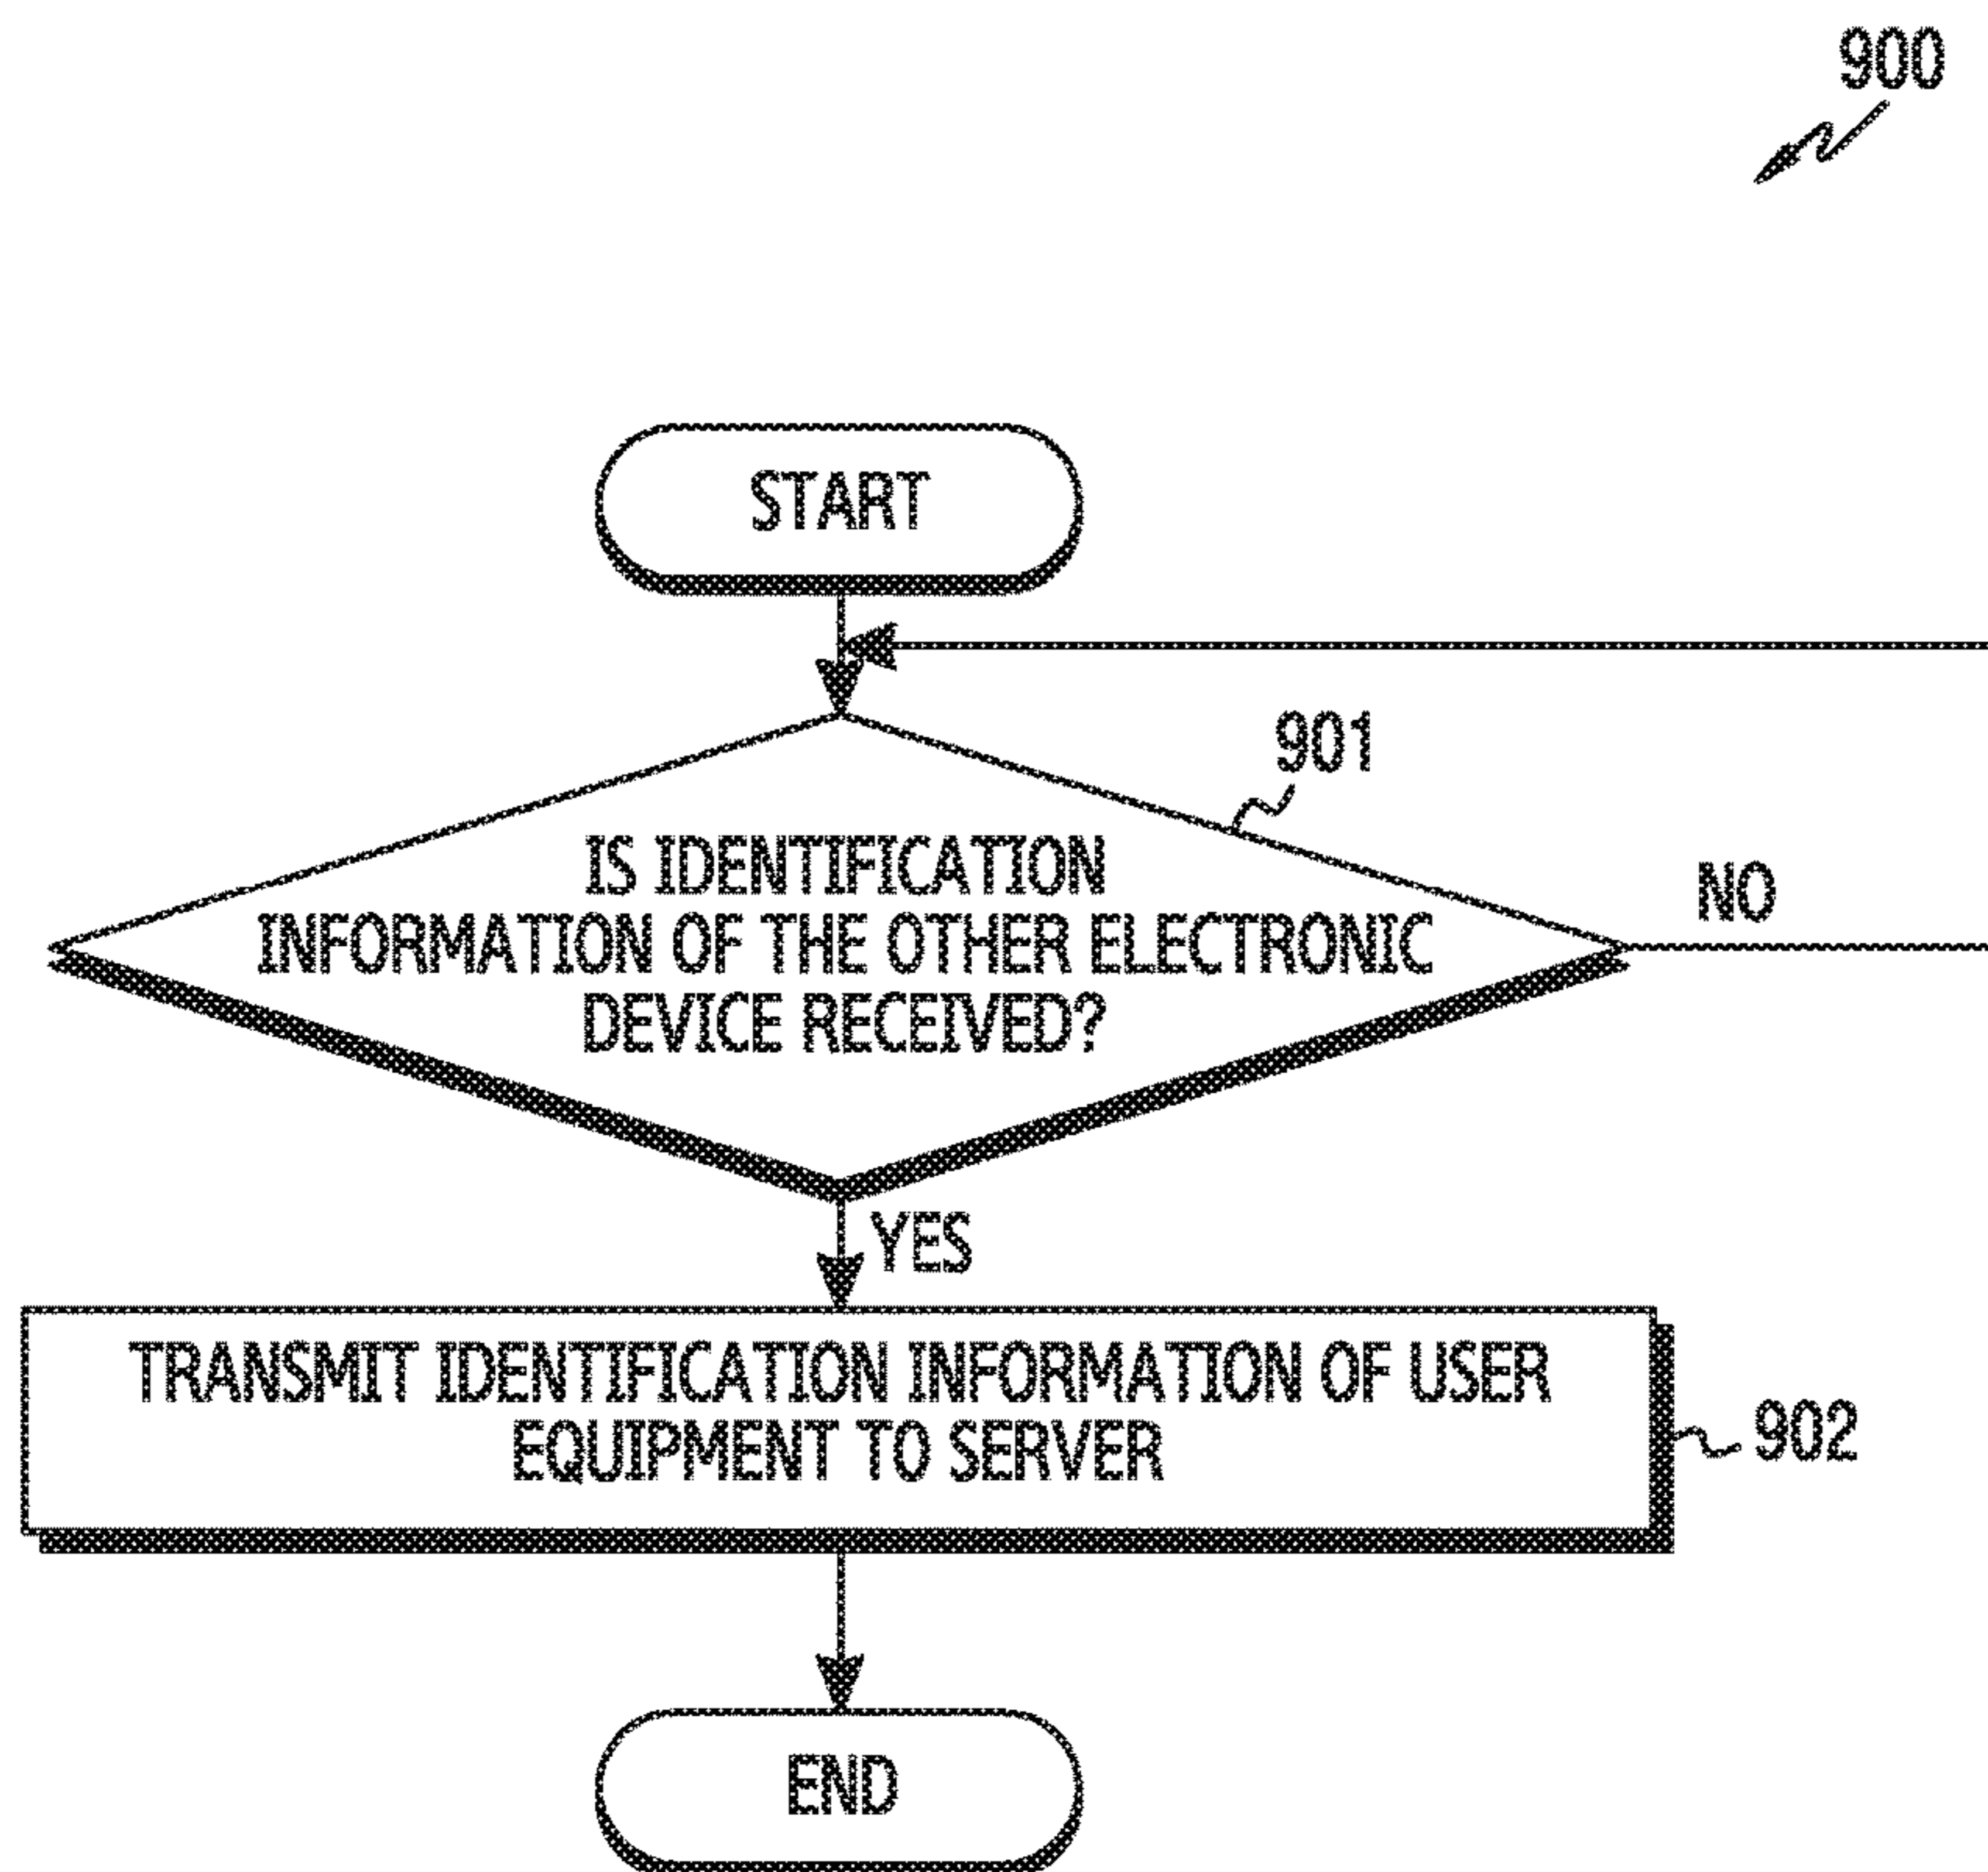 900
START
901
IS IDENTIFICATION
INFORMATION OF THE OTHER ELECTRONIC
DEVICE RECEIVED?
NO
YES
TRANSMIT IDENTIFICATION INFORMATION OF USER
EQUIPMENT TO SERVER
902
END